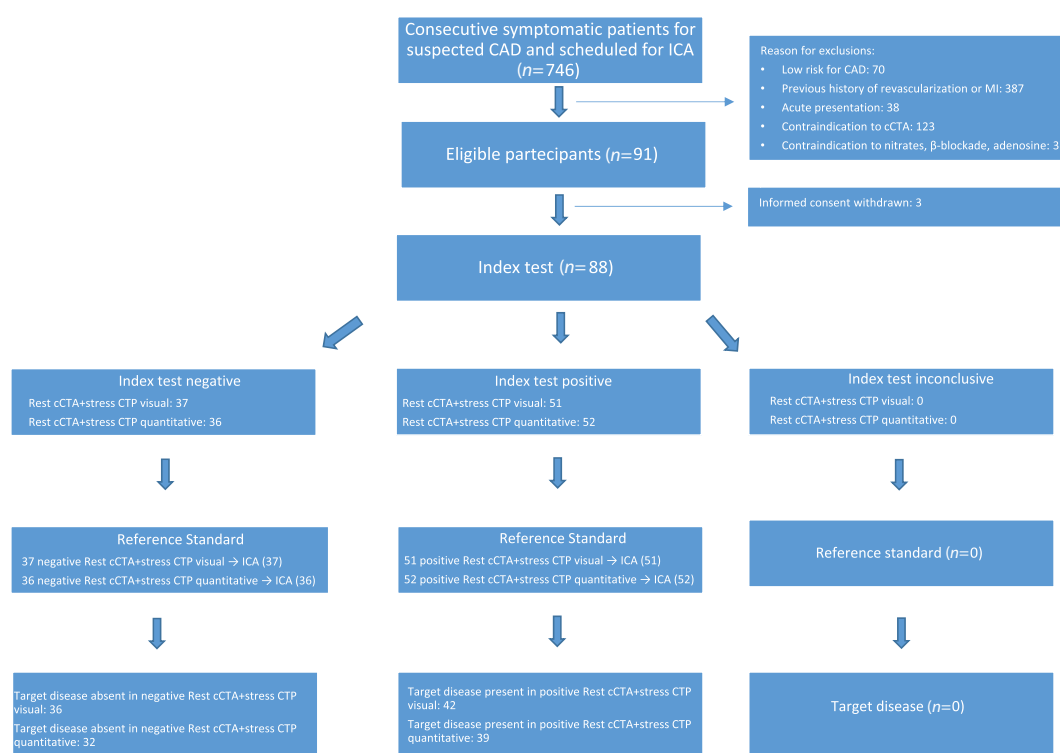 Consecutive symptomatic patients for
suspected CAD and scheduled for ICA
(n=746)
Reason for exclusions:
• Low risk for CAD: 70
• Previous history of revascularization or MI: 387
• Acute presentation: 38
• Contraindication to cCTA: 123
• Contraindication to nitrates, β-blockade, adenosine: 3
Eligible partecipants (n=91)
Informed consent withdrawn: 3
Index test (n=88)
Index test negative
Rest cCTA+stress CTP visual: 37
Rest cCTA+stress CTP quantitative: 36
Index test positive
Rest cCTA+stress CTP visual: 51
Rest cCTA+stress CTP quantitative: 52
Index test inconclusive
Rest cCTA+stress CTP visual: 0
Rest cCTA+stress CTP quantitative: 0
Reference Standard
37 negative Rest cCTA+stress CTP visual → ICA (37)
36 negative Rest cCTA+stress CTP quantitative → ICA (36)
Reference Standard
51 positive Rest cCTA+stress CTP visual → ICA (51)
52 positive Rest cCTA+stress CTP quantitative → ICA (52)
Reference standard (n=0)
Target disease absent in negative Rest cCTA+stress CTP
visual: 36
Target disease absent in negative Rest cCTA+stress CTP
quantitative: 32
Target disease present in positive Rest cCTA+stress CTP
visual: 42
Target disease present in positive Rest cCTA+stress CTP
quantitative: 39
Target disease (n=0)